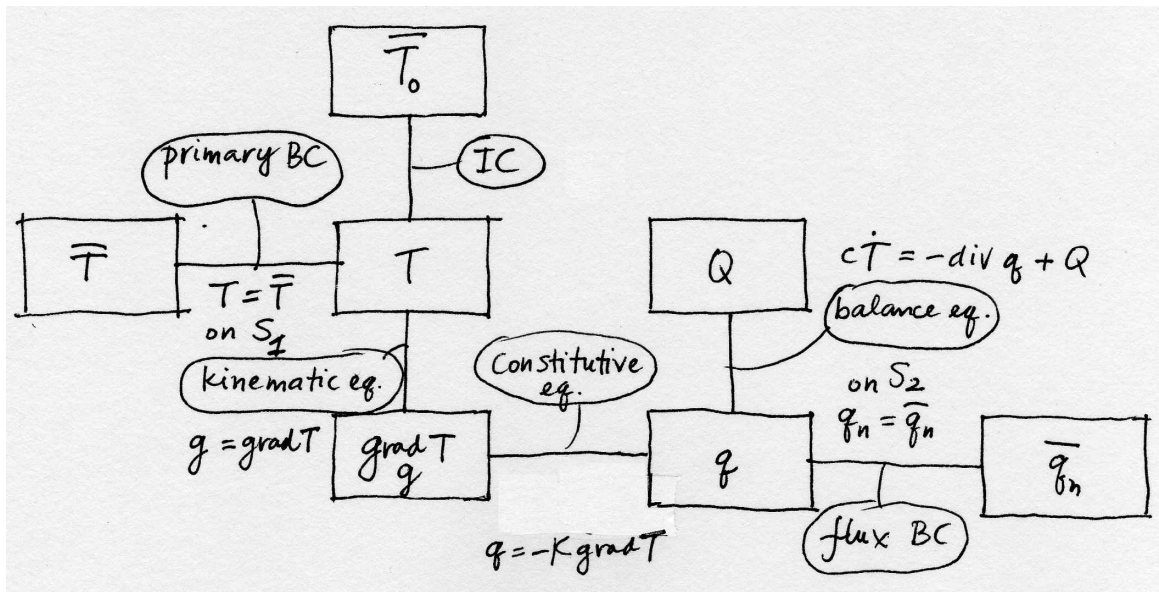 T̿₀
primary BC
IC
T̿
T
Q
cṪ = -div q + Q
T = T̿
on S₁
balance eq.
kinematic eq.
Constitutive
eq.
on S₂
qₙ = q̅ₙ
g = grad T
grad T
g
q
q̅ₙ
q = -K grad T
flux BC